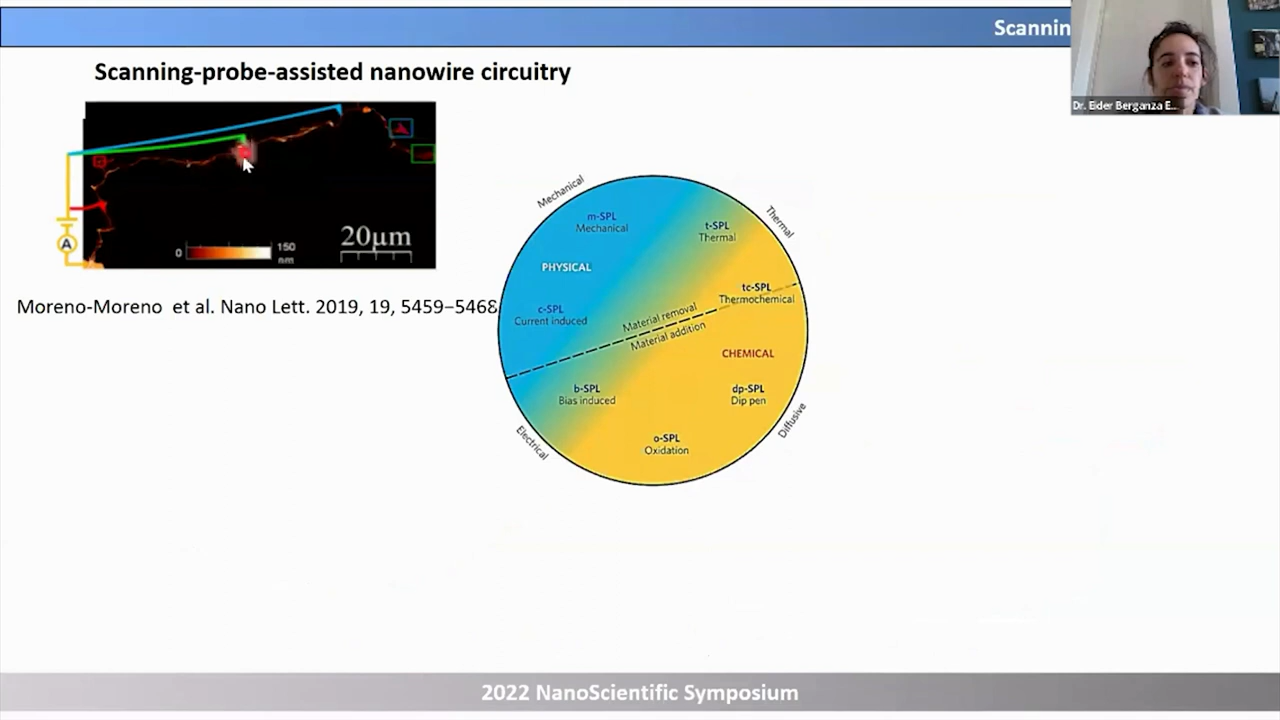 Scannin
Dr. Eider Berganza E...
Scanning-probe-assisted nanowire circuitry
A
0
150
nm
20μm
Moreno-Moreno et al. Nano Lett. 2019, 19, 5459−5468
Mechanical
Thermal
m-SPL
Mechanical
t-SPL
Thermal
PHYSICAL
tc-SPL
Thermochemical
c-SPL
Current induced
Material removal
Material addition
CHEMICAL
b-SPL
Bias induced
dp-SPL
Dip pen
Electrical
Diffusive
o-SPL
Oxidation
2022 NanoScientific Symposium